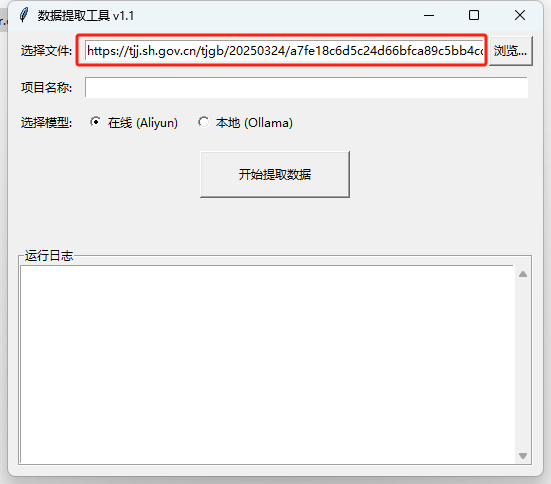 数据提取工具 v1.1
选择文件: https://tjj.sh.gov.cn/tjgb/20250324/a7fe18c6d5c24d66bfca89c5bb4cc 浏览...
项目名称:
选择模型: 在线 (Aliyun) 本地 (Ollama)
开始提取数据
运行日志